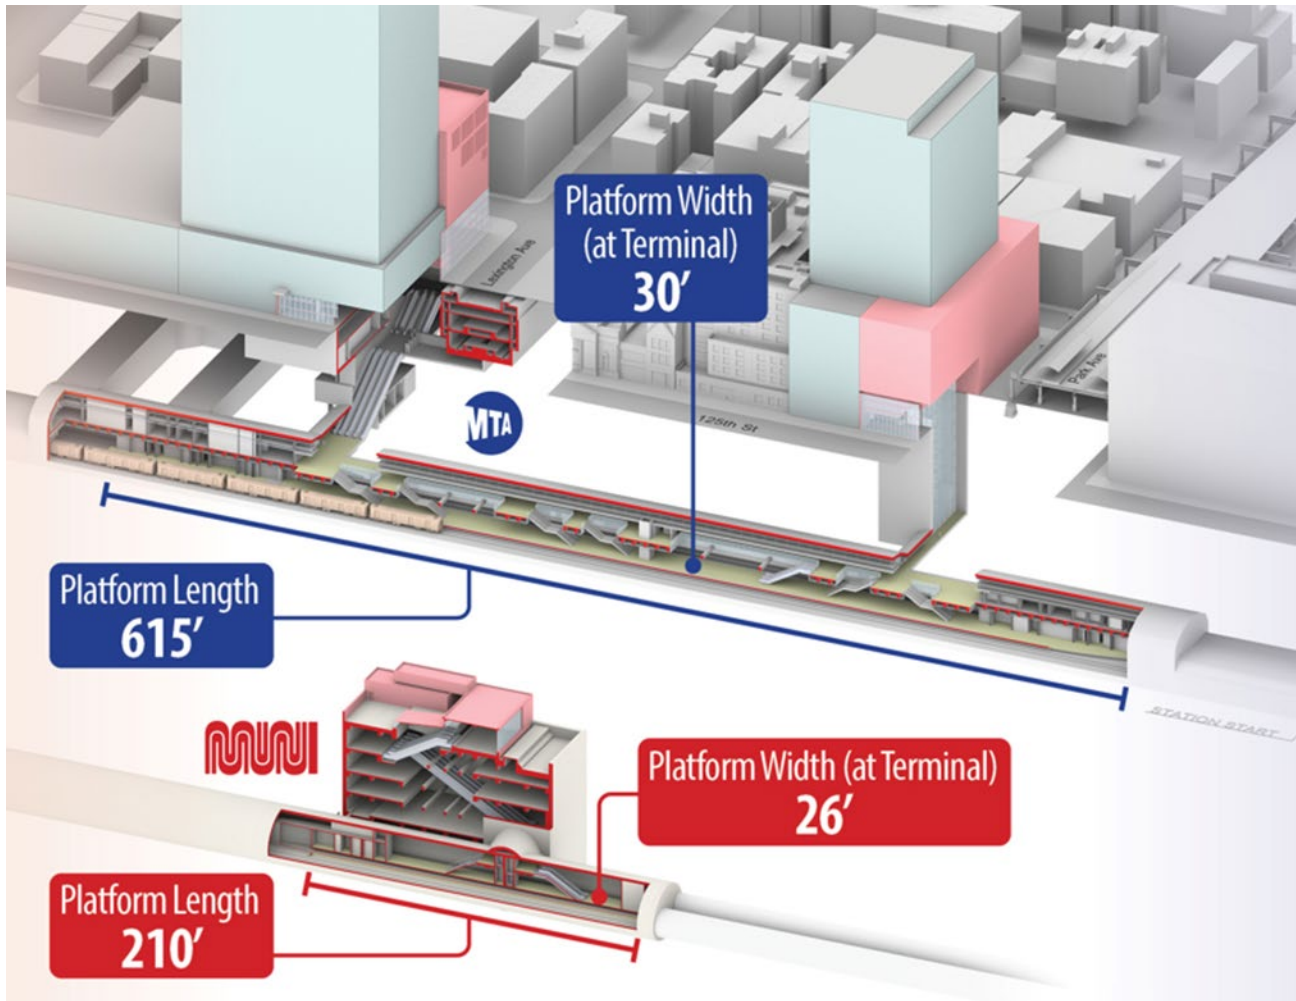 Platform Width
(at Terminal)
30′
Lexington Ave
Park Ave
MTA
125th St
Platform Length
615′
STATION START
MUNI
Platform Width (at Terminal)
26′
Platform Length
210′